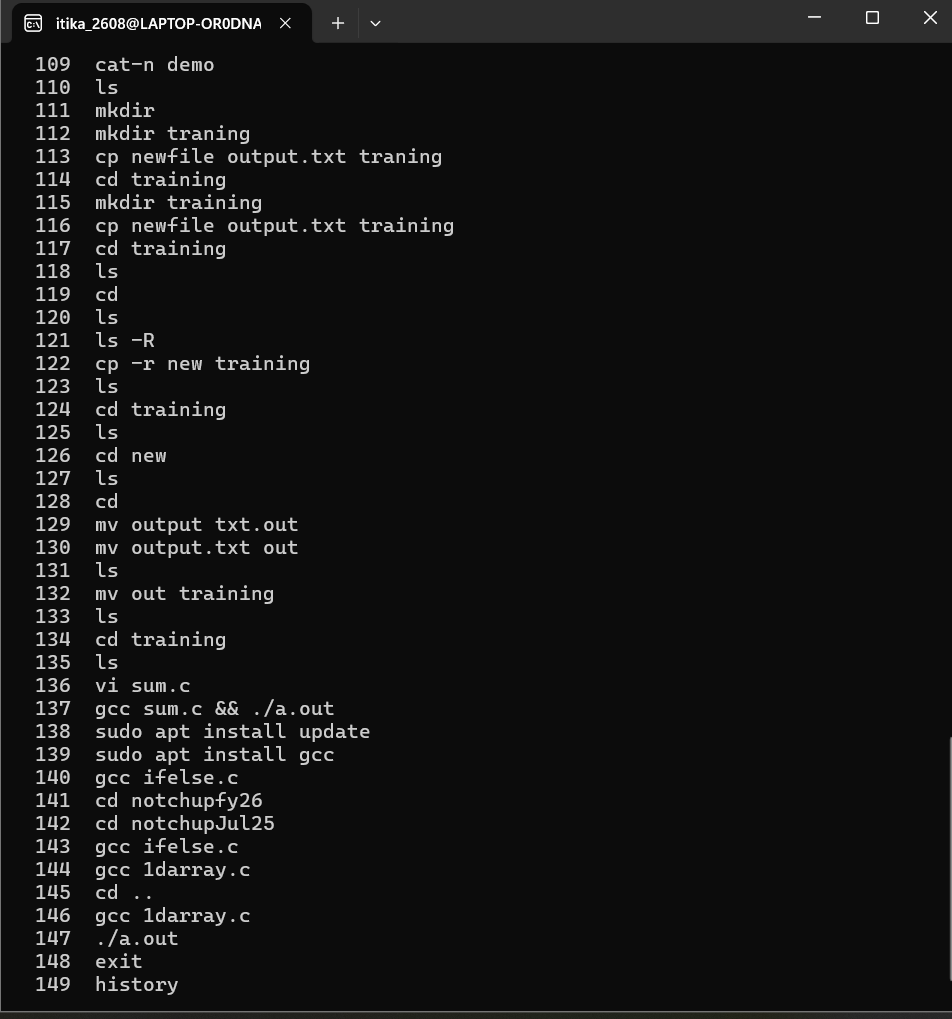 itika_2608@LAPTOP-OR0DNA
109 cat-n demo
110 ls
111 mkdir
112 mkdir traning
113 cp newfile output.txt traning
114 cd training
115 mkdir training
116 cp newfile output.txt training
117 cd training
118 ls
119 cd
120 ls
121 ls -R
122 cp -r new training
123 ls
124 cd training
125 ls
126 cd new
127 ls
128 cd
129 mv output txt.out
130 mv output.txt out
131 ls
132 mv out training
133 ls
134 cd training
135 ls
136 vi sum.c
137 gcc sum.c && ./a.out
138 sudo apt install update
139 sudo apt install gcc
140 gcc ifelse.c
141 cd notchupfy26
142 cd notchupJul25
143 gcc ifelse.c
144 gcc 1darray.c
145 cd ..
146 gcc 1darray.c
147 ./a.out
148 exit
149 history